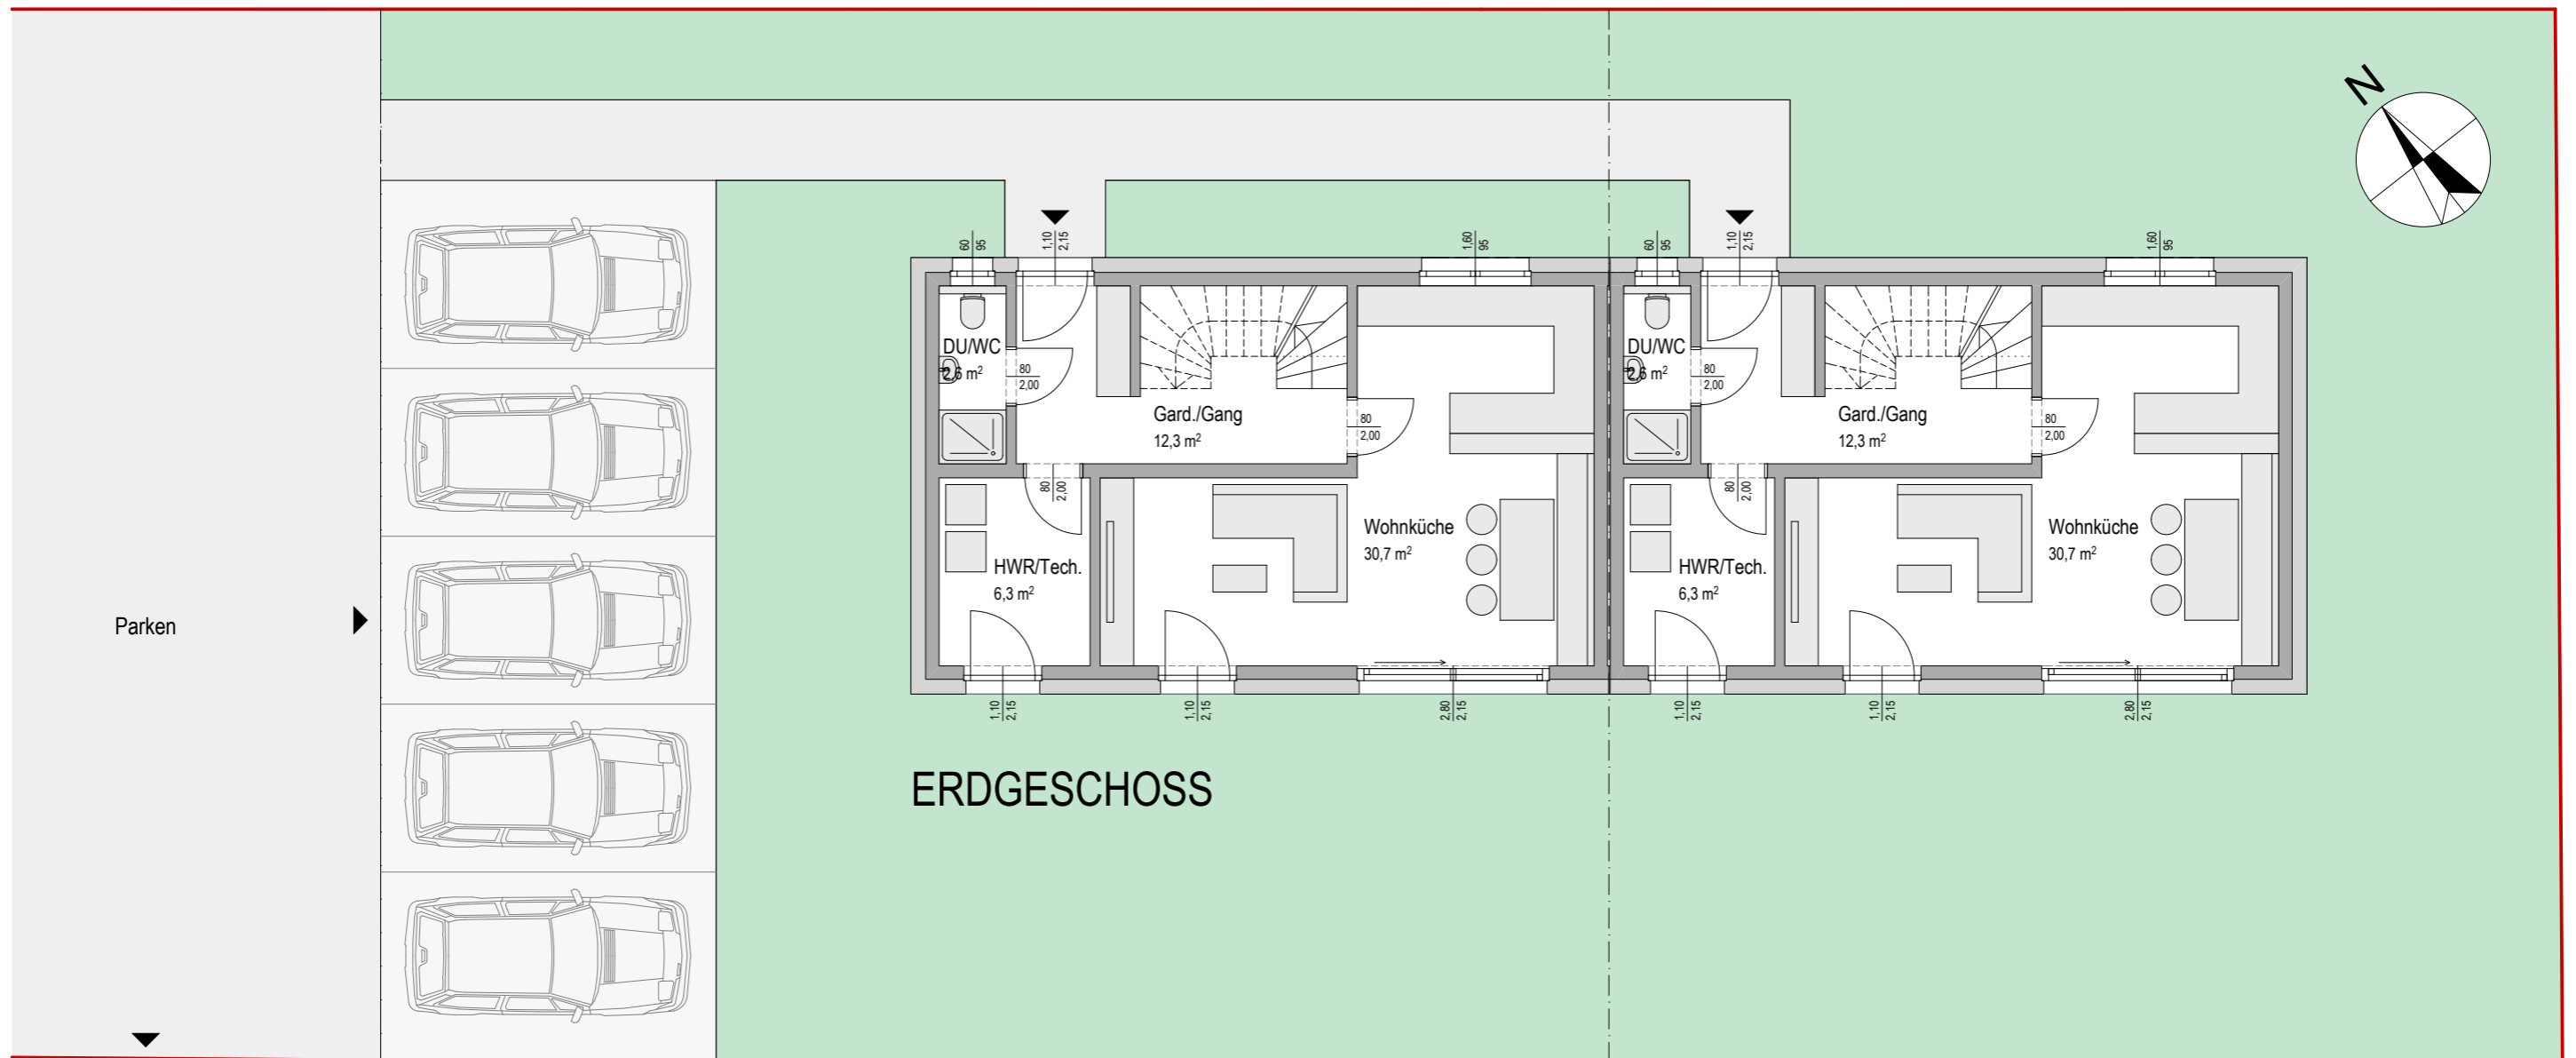 N
60
95
1,10
2,15
1,60
95
60
95
1,10
2,15
1,60
95
DU/WC
2,6 m²
80
2,00
Gard./Gang
12,3 m²
80
2,00
80
2,00
Wohnküche
30,7 m²
HWR/Tech.
6,3 m²
DU/WC
2,6 m²
80
2,00
Gard./Gang
12,3 m²
80
2,00
80
2,00
Wohnküche
30,7 m²
HWR/Tech.
6,3 m²
Parken
1,10
2,15
1,10
2,15
2,80
2,15
1,10
2,15
1,10
2,15
2,80
2,15
ERDGESCHOSS